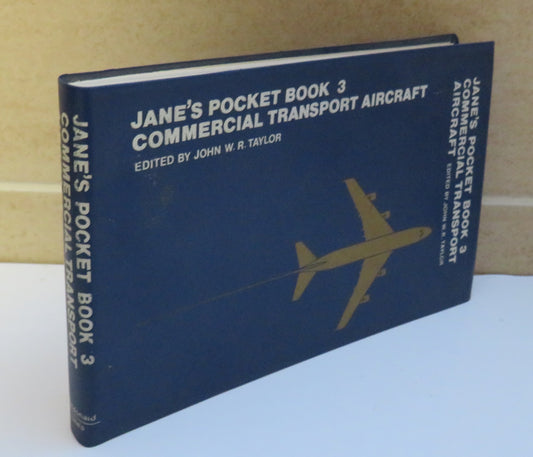 JANE'S POCKET BOOK 3
COMMERCIAL TRANSPORT AIRCRAFT
EDITED BY JOHN W. R. TAYLOR
JANE'S POCKET BOOK 3
COMMERCIAL TRANSPORT
AIRCRAFT EDITED BY JOHN W. R. TAYLOR
JANE'S POCKET BOOK 3
COMMERCIAL TRANSPORT